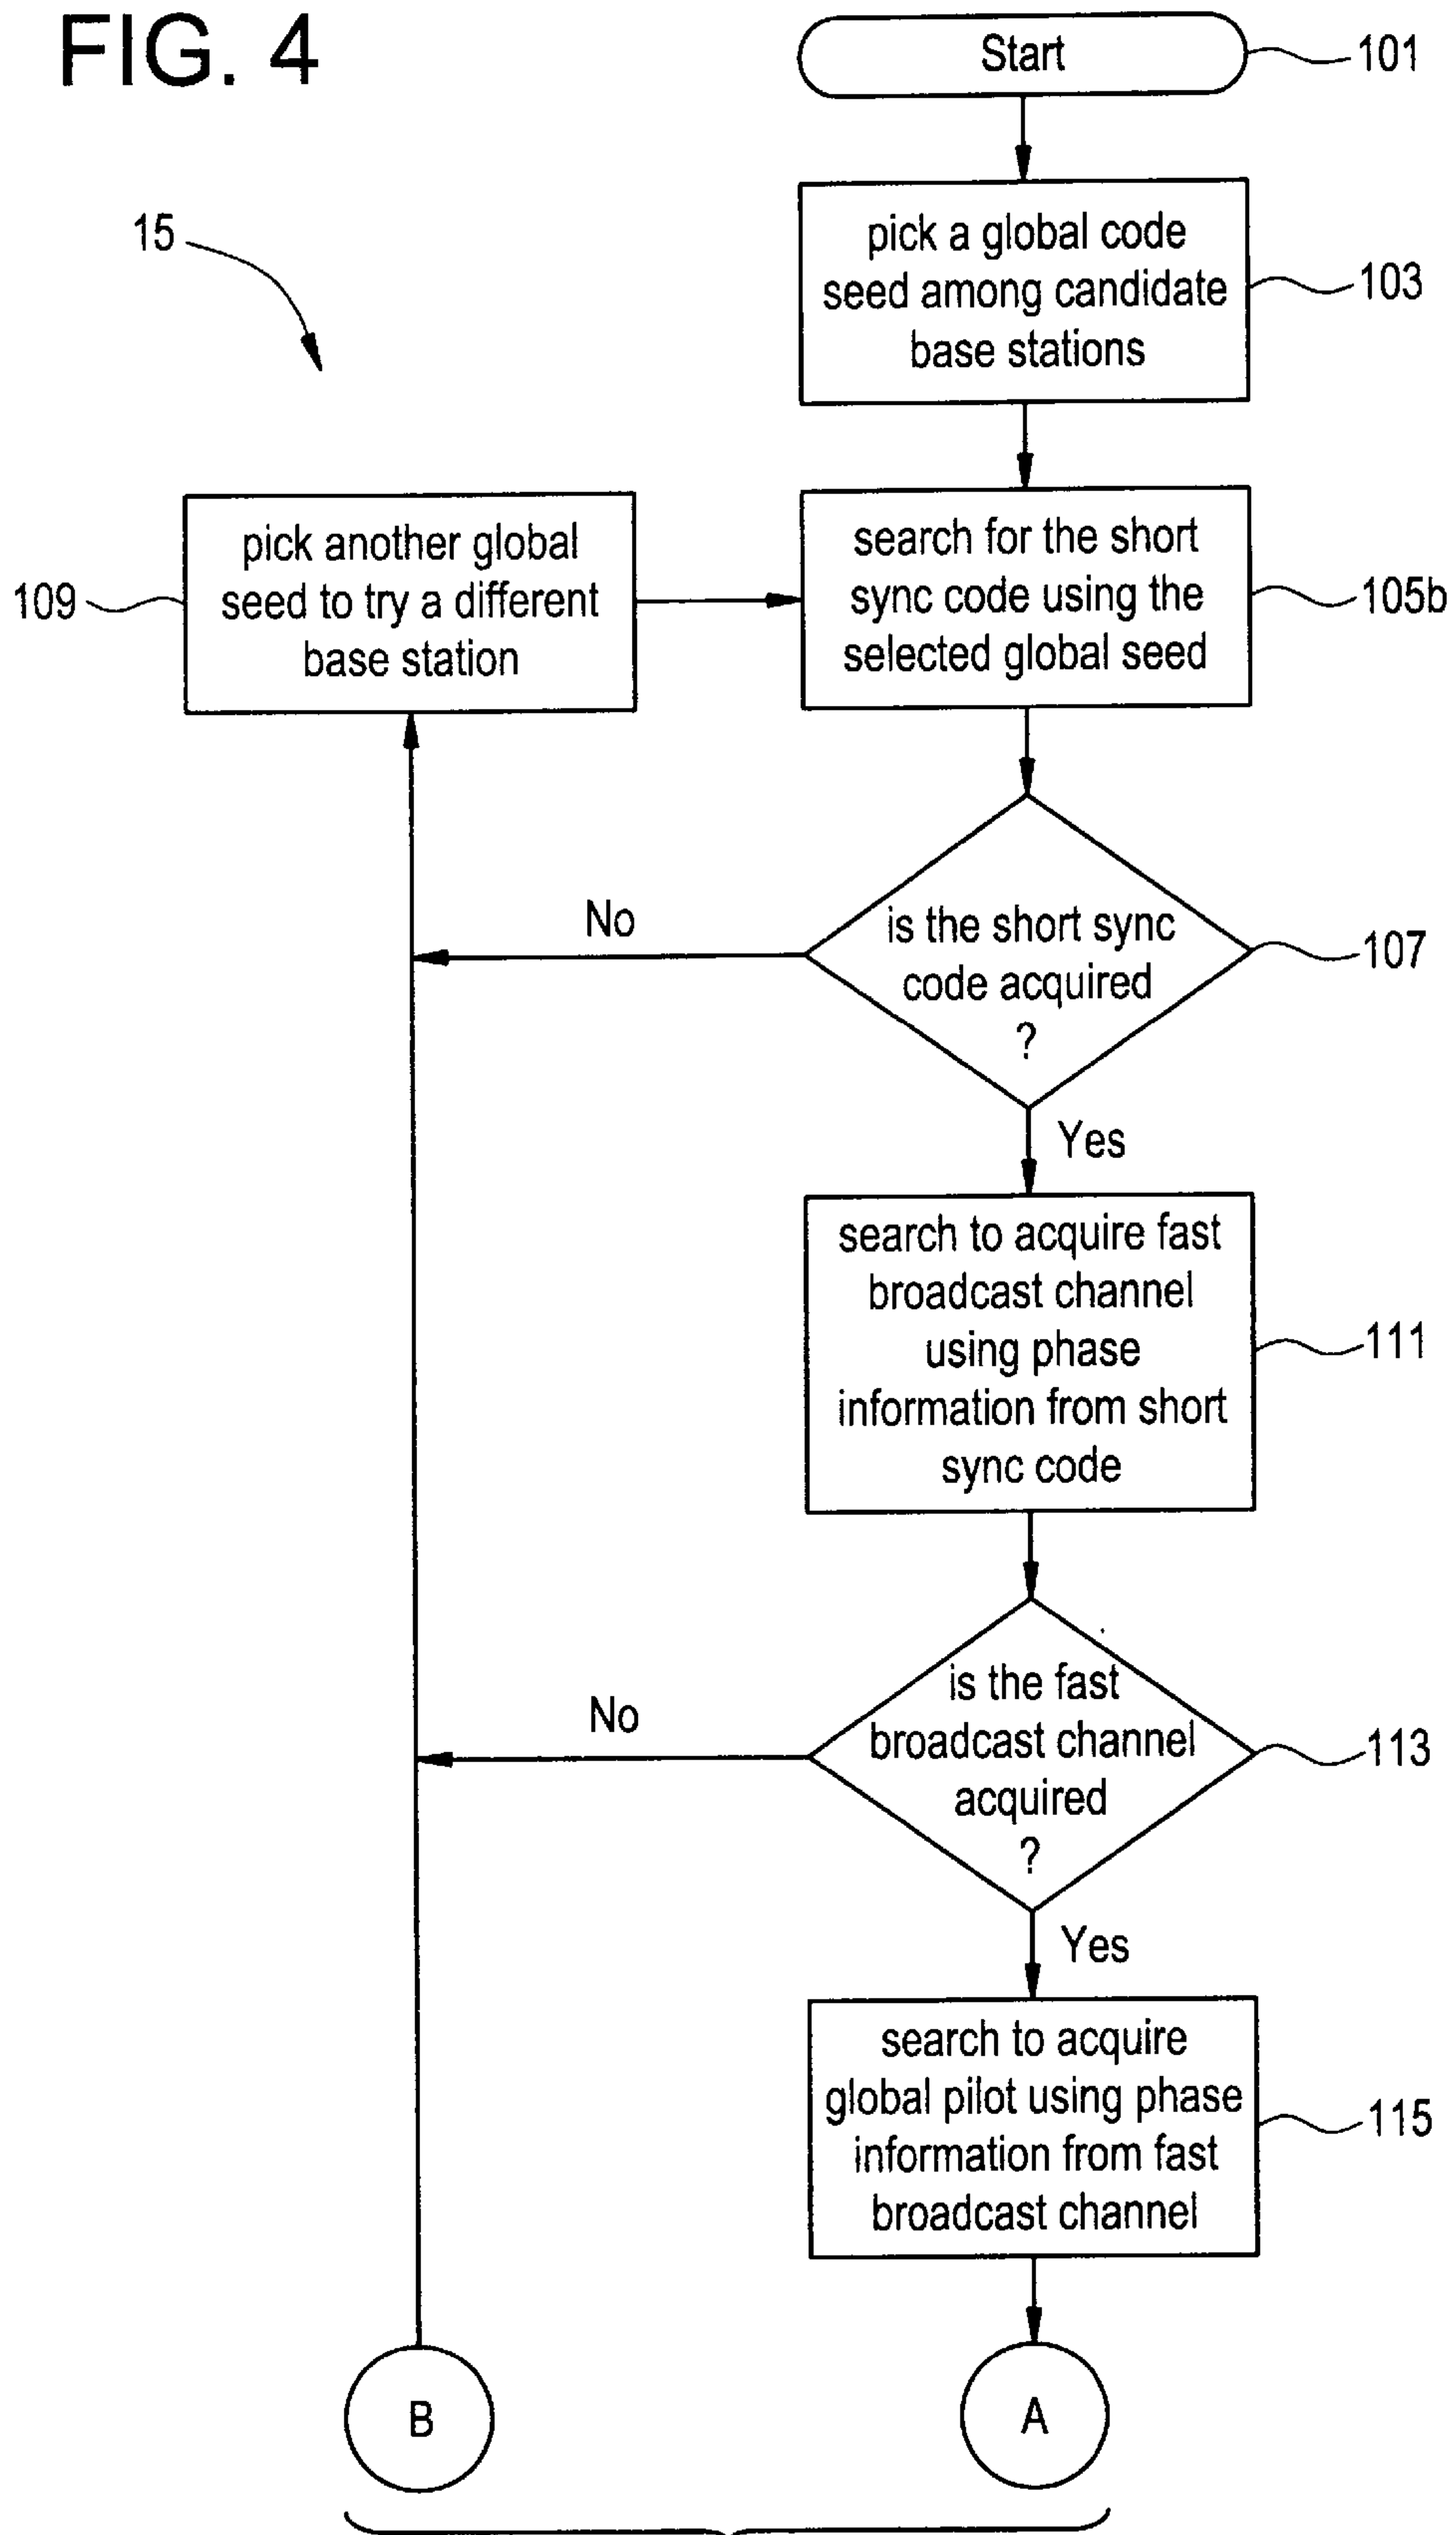 FIG. 4
Start
101
pick a global code
seed among candidate
base stations
103
15
pick another global
seed to try a different
base station
109
search for the short
sync code using the
selected global seed
105b
No
is the short sync
code acquired
?
107
Yes
search to acquire fast
broadcast channel
using phase
information from short
sync code
111
No
is the fast
broadcast channel
acquired
?
113
Yes
search to acquire
global pilot using phase
information from fast
broadcast channel
115
B
A